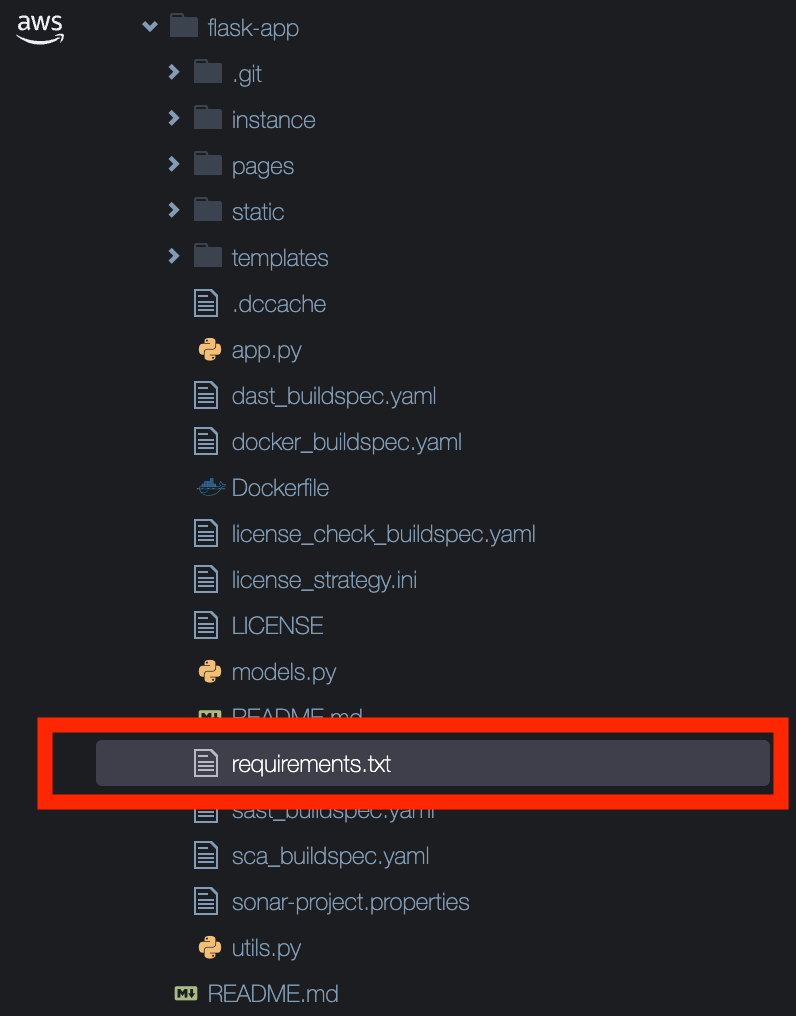 aws
flask-app
.git
instance
pages
static
templates
.dccache
app.py
dast_buildspec.yaml
docker_buildspec.yaml
Dockerfile
license_check_buildspec.yaml
license_strategy.ini
LICENSE
models.py
README.md
requirements.txt
sast_buildspec.yaml
sca_buildspec.yaml
sonar-project.properties
utils.py
M README.md